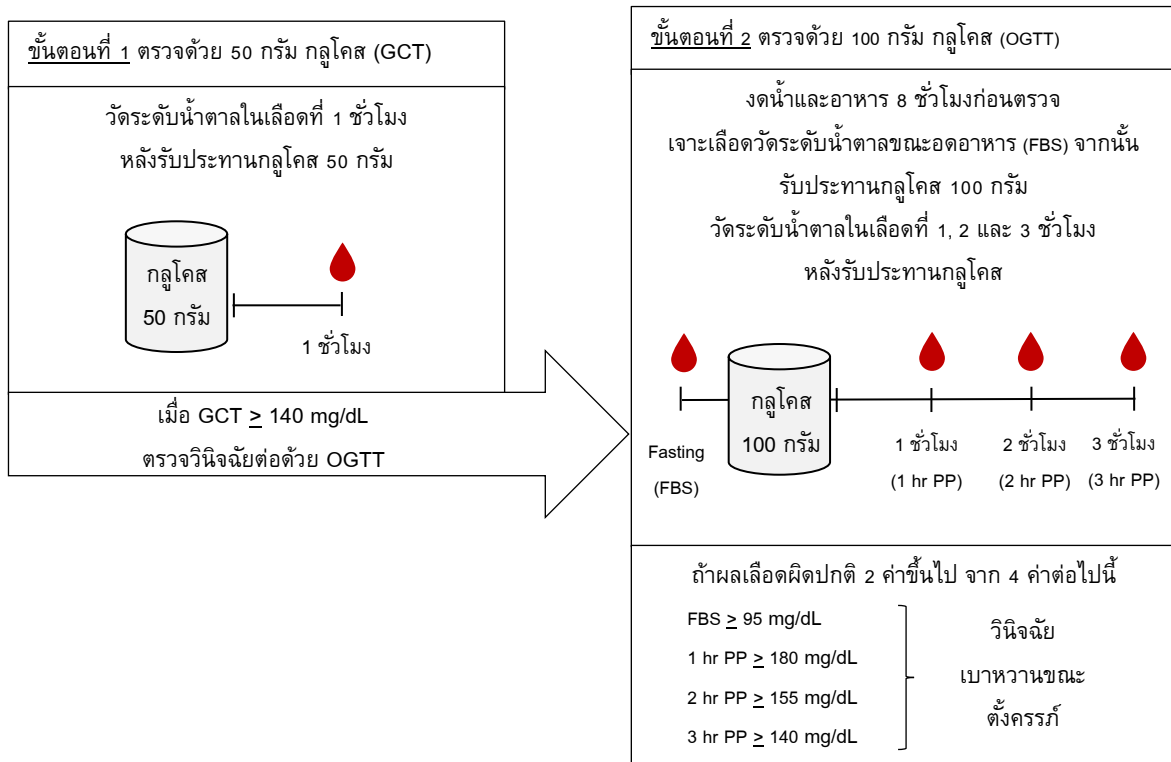 ขั้นตอนที่ 1 ตรวจด้วย 50 กรัม กลูโคส (GCT)
วัดระดับน้ำตาลในเลือดที่ 1 ชั่วโมง
หลังรับประทานกลูโคส 50 กรัม
กลูโคส
50 กรัม
1 ชั่วโมง
เมื่อ GCT ≥ 140 mg/dL
ตรวจวินิจฉัยต่อด้วย OGTT
ขั้นตอนที่ 2 ตรวจด้วย 100 กรัม กลูโคส (OGTT)
งดน้ำและอาหาร 8 ชั่วโมงก่อนตรวจ
เจาะเลือดวัดระดับน้ำตาลขณะอดอาหาร (FBS) จากนั้น
รับประทานกลูโคส 100 กรัม
วัดระดับน้ำตาลในเลือดที่ 1, 2 และ 3 ชั่วโมง
หลังรับประทานกลูโคส
Fasting
(FBS)
กลูโคส
100 กรัม
1 ชั่วโมง
(1 hr PP)
2 ชั่วโมง
(2 hr PP)
3 ชั่วโมง
(3 hr PP)
ถ้าผลเลือดผิดปกติ 2 ค่าขึ้นไป จาก 4 ค่าต่อไปนี้
FBS ≥ 95 mg/dL
1 hr PP ≥ 180 mg/dL
2 hr PP ≥ 155 mg/dL
3 hr PP ≥ 140 mg/dL
วินิจฉัย
เบาหวานขณะ
ตั้งครรภ์